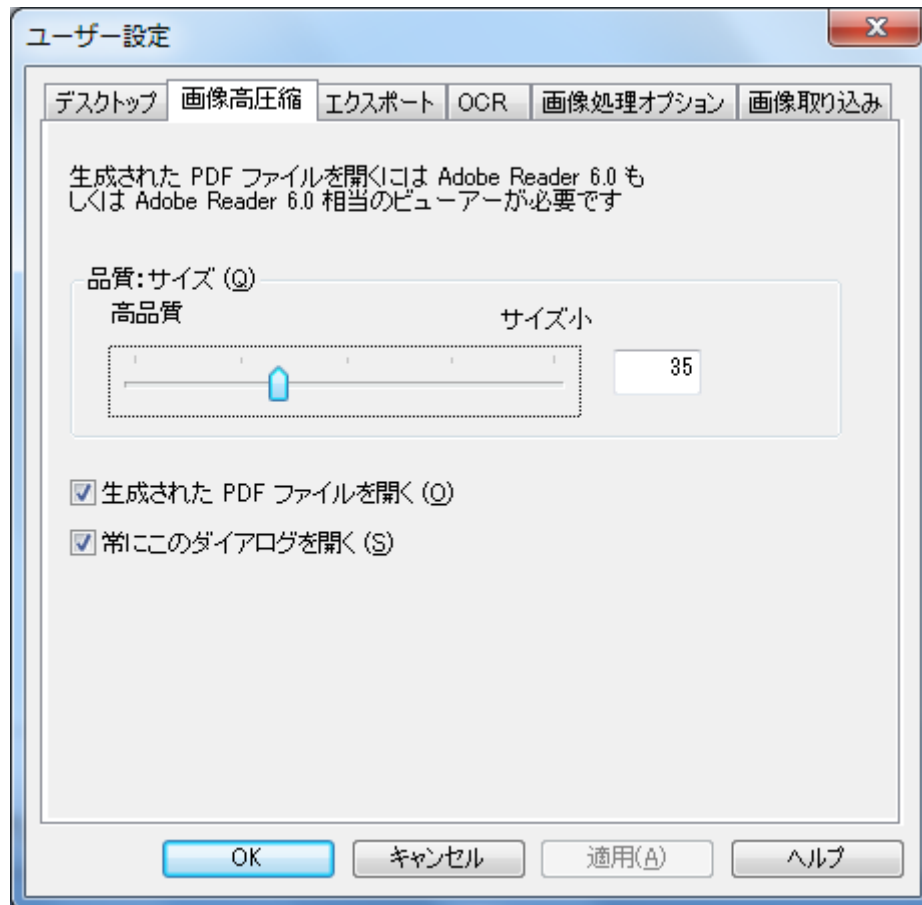 ユーザー設定
デスクトップ 画像高圧縮 エクスポート OCR 画像処理オプション 画像取り込み
生成された PDF ファイルを開くには Adobe Reader 6.0 も
しくは Adobe Reader 6.0 相当のビューアーが必要です
品質:サイズ (Q)
高品質 サイズ小
35
生成された PDF ファイルを開く (O)
常にこのダイアログを開く (S)
OK キャンセル 適用(A) ヘルプ